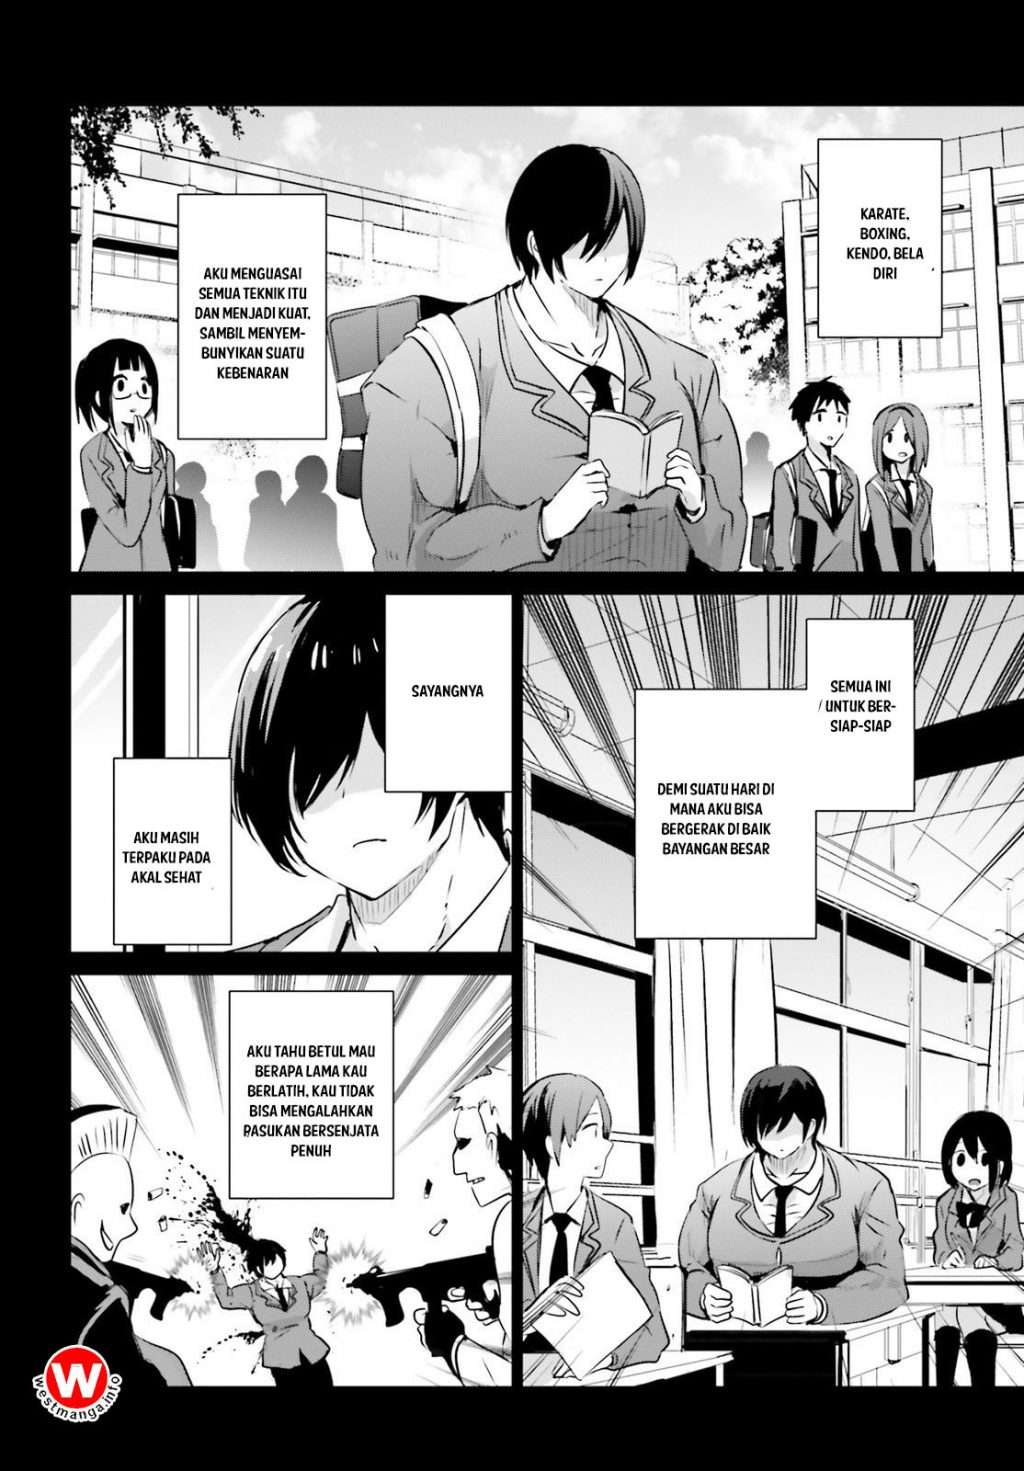 KARATE,
BOXING,
KENDO, BELA
DIRI
AKU MENGUASAI
SEMUA TEKNIK ITU
DAN MENJADI KUAT,
SAMBIL MENYEM-
BUNYIKAN SUATU
KEBENARAN
SEMUA INI
UNTUK BER-
SIAP-SIAP
DEMI SUATU HARI DI
MANA AKU BISA
BERGERAK DI BAIK
BAYANGAN BESAR
SAYANGNYA
AKU MASIH
TERPAKU PADA
AKAL SEHAT
AKU TAHU BETUL MAU
BERAPA LAMA KAU
BERLATIH, KAU TIDAK
BISA MENGALAHKAN
PASUKAN BERSENJATA
PENUH
W
westmanga.info